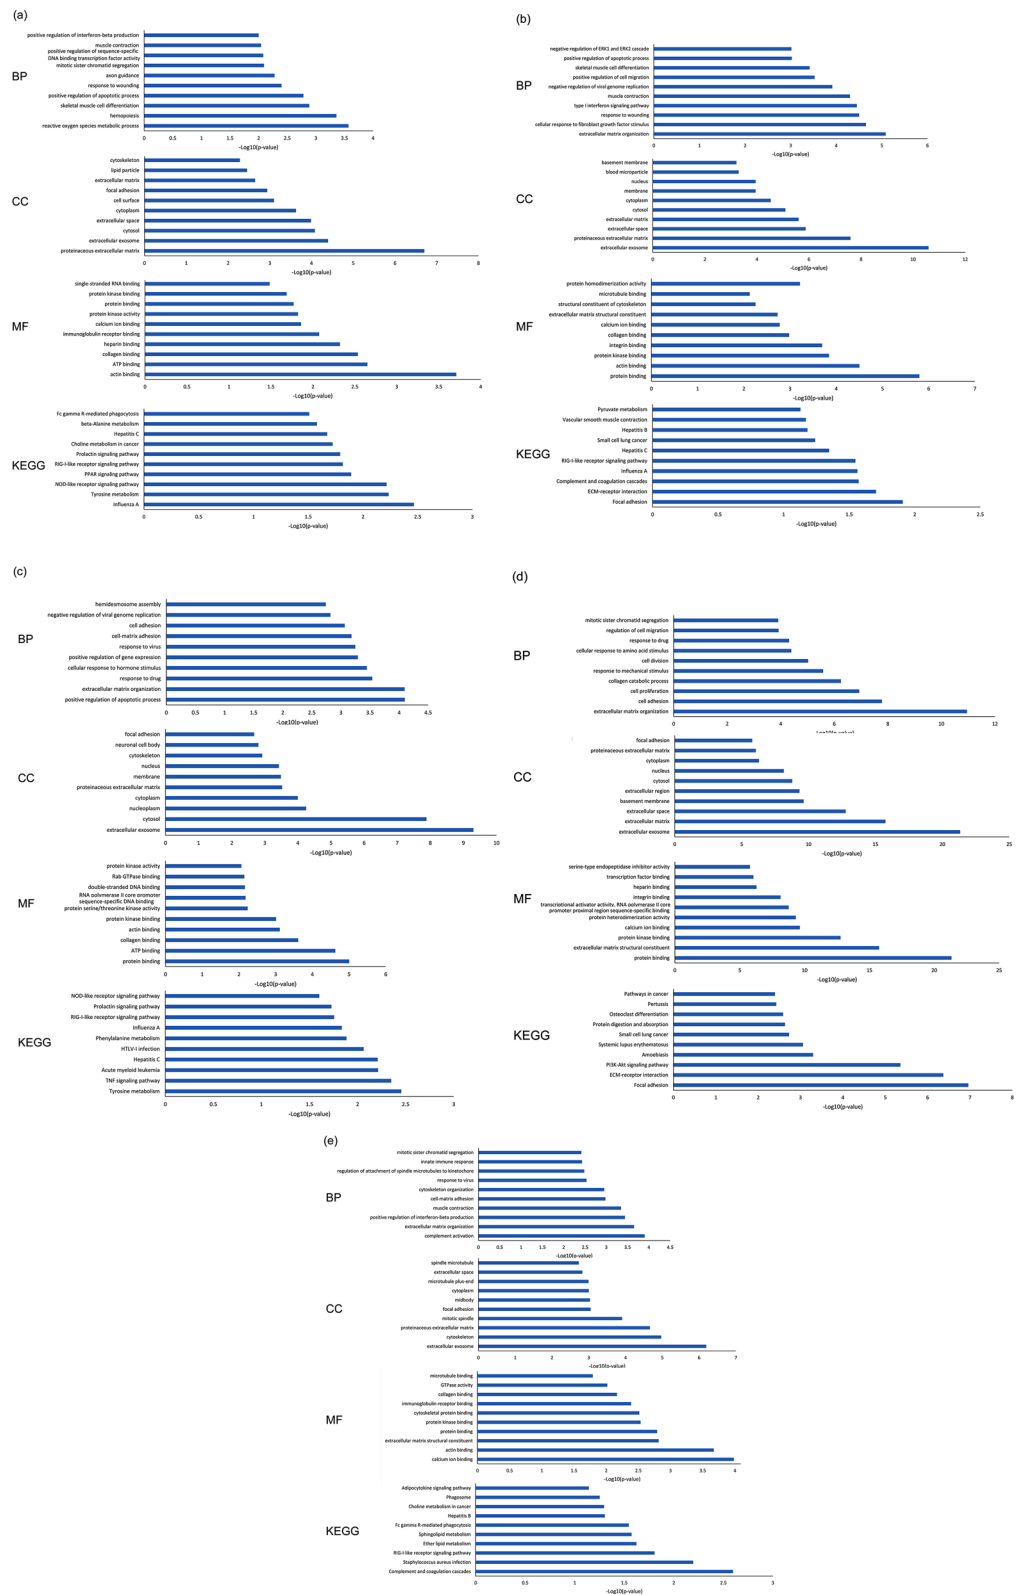 (a)
BP
positive regulation of interferon-beta production
muscle contraction
positive regulation of sequence-specific
DNA binding transcription factor activity
mitotic sister chromatid segregation
axon guidance
response to wounding
positive regulation of apoptotic process
skeletal muscle cell differentiation
hemopoiesis
reactive oxygen species metabolic process
0 0.5 1 1.5 2 2.5 3 3.5 4
-Log10(p-value)
CC
cytoskeleton
lipid particle
extracellular matrix
focal adhesion
cell surface
cytoplasm
extracellular space
cytosol
extracellular exosome
proteinaceous extracellular matrix
0 1 2 3 4 5 6 7 8
-Log10(p-value)
MF
single-stranded RNA binding
protein kinase binding
protein binding
protein kinase activity
calcium ion binding
immunoglobulin receptor binding
heparin binding
collagen binding
ATP binding
actin binding
0 0.5 1 1.5 2 2.5 3 3.5 4
-Log10(p-value)
KEGG
Fc gamma R-mediated phagocytosis
beta-Alanine metabolism
Hepatitis C
Choline metabolism in cancer
Prolactin signaling pathway
RIG-I-like receptor signaling pathway
PPAR signaling pathway
NOD-like receptor signaling pathway
Tyrosine metabolism
Influenza A
0 0.5 1 1.5 2 2.5 3
-Log10(p-value)
(b)
BP
negative regulation of ERK1 and ERK2 cascade
positive regulation of apoptotic process
skeletal muscle cell differentiation
positive regulation of cell migration
negative regulation of viral genome replication
muscle contraction
type I interferon signaling pathway
response to wounding
cellular response to fibroblast growth factor stimulus
extracellular matrix organization
0 1 2 3 4 5 6
-Log10(p-value)
CC
basement membrane
blood microparticle
nucleus
membrane
cytoplasm
cytosol
extracellular matrix
extracellular space
proteinaceous extracellular matrix
extracellular exosome
0 2 4 6 8 10 12
-Log10(p-value)
MF
protein homodimerization activity
microtubule binding
structural constituent of cytoskeleton
extracellular matrix structural constituent
calcium ion binding
collagen binding
integrin binding
protein kinase binding
actin binding
protein binding
0 1 2 3 4 5 6 7
-Log10(p-value)
KEGG
Pyruvate metabolism
Vascular smooth muscle contraction
Hepatitis B
Small cell lung cancer
Hepatitis C
RIG-I-like receptor signaling pathway
Influenza A
Complement and coagulation cascades
ECM-receptor interaction
Focal adhesion
0 0.5 1 1.5 2 2.5
-Log10(p-value)
(c)
BP
hemidesmosome assembly
negative regulation of viral genome replication
cell adhesion
cell-matrix adhesion
response to virus
positive regulation of gene expression
cellular response to hormone stimulus
response to drug
extracellular matrix organization
positive regulation of apoptotic process
0 0.5 1 1.5 2 2.5 3 3.5 4 4.5
-Log10(p-value)
CC
focal adhesion
neuronal cell body
cytoskeleton
nucleus
membrane
proteinaceous extracellular matrix
cytoplasm
nucleoplasm
cytosol
extracellular exosome
0 1 2 3 4 5 6 7 8 9 10
-Log10(p-value)
MF
protein kinase activity
Rab GTPase binding
double-stranded DNA binding
RNA polymerase II core promoter
sequence-specific DNA binding
protein serine/threonine kinase activity
protein kinase binding
actin binding
collagen binding
ATP binding
protein binding
0 1 2 3 4 5 6
-Log10(p-value)
KEGG
NOD-like receptor signaling pathway
Prolactin signaling pathway
RIG-I-like receptor signaling pathway
Influenza A
Phenylalanine metabolism
HTLV-I infection
Hepatitis C
Acute myeloid leukemia
TNF signaling pathway
Tyrosine metabolism
0 0.5 1 1.5 2 2.5 3
-Log10(p-value)
(d)
BP
mitotic sister chromatid segregation
regulation of cell migration
response to drug
cellular response to amino acid stimulus
cell division
response to mechanical stimulus
collagen catabolic process
cell proliferation
cell adhesion
extracellular matrix organization
0 2 4 6 8 10 12
-Log10(p-value)
CC
focal adhesion
proteinaceous extracellular matrix
cytoplasm
nucleus
cytosol
extracellular region
basement membrane
extracellular space
extracellular matrix
extracellular exosome
0 5 10 15 20 25
-Log10(p-value)
MF
serine-type endopeptidase inhibitor activity
transcription factor binding
heparin binding
integrin binding
transcriptional activator activity, RNA polymerase II core
promoter proximal region sequence-specific binding
protein heterodimerization activity
calcium ion binding
protein kinase binding
extracellular matrix structural constituent
protein binding
0 5 10 15 20 25
-Log10(p-value)
KEGG
Pathways in cancer
Pertussis
Osteoclast differentiation
Protein digestion and absorption
Small cell lung cancer
Systemic lupus erythematosus
Amoebiasis
PI3K-Akt signaling pathway
ECM-receptor interaction
Focal adhesion
0 1 2 3 4 5 6 7 8
-Log10(p-value)
(e)
BP
mitotic sister chromatid segregation
innate immune response
regulation of attachment of spindle microtubules to kinetochore
response to virus
cytoskeleton organization
cell-matrix adhesion
muscle contraction
positive regulation of interferon-beta production
extracellular matrix organization
complement activation
0 0.5 1 1.5 2 2.5 3 3.5 4 4.5
-Log10(p-value)
CC
spindle microtubule
extracellular space
microtubule plus-end
cytoplasm
midbody
focal adhesion
mitotic spindle
proteinaceous extracellular matrix
cytoskeleton
extracellular exosome
0 1 2 3 4 5 6 7
-Log10(p-value)
MF
microtubule binding
GTPase activity
collagen binding
immunoglobulin receptor binding
cytoskeletal protein binding
protein kinase binding
protein binding
extracellular matrix structural constituent
actin binding
calcium ion binding
0 0.5 1 1.5 2 2.5 3 3.5 4
-Log10(p-value)
KEGG
Adipocytokine signaling pathway
Phagosome
Choline metabolism in cancer
Hepatitis B
Fc gamma R-mediated phagocytosis
Sphingolipid metabolism
Ether lipid metabolism
RIG-I-like receptor signaling pathway
Staphylococcus aureus infection
Complement and coagulation cascades
0 0.5 1 1.5 2 2.5 3
-Log10(p-value)